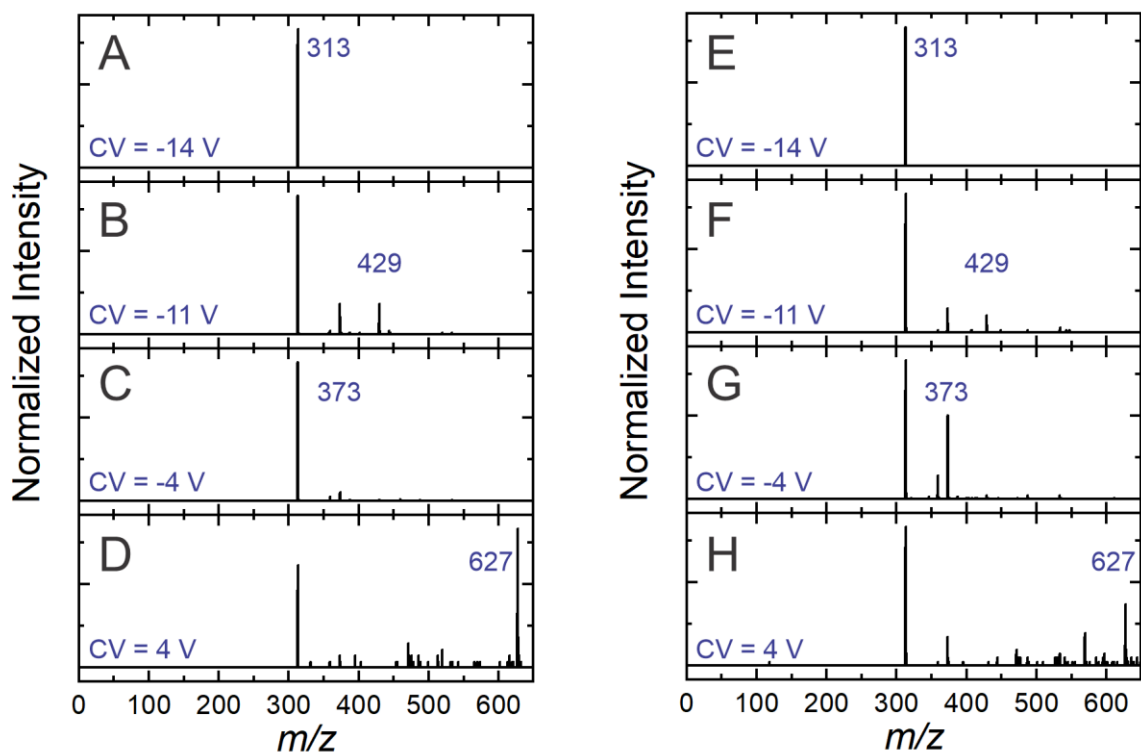 Normalized Intensity
A
313
CV = -14 V
B
429
CV = -11 V
C
373
CV = -4 V
D
627
CV = 4 V
0 100 200 300 400 500 600
m/z
Normalized Intensity
E
313
CV = -14 V
F
429
CV = -11 V
G
373
CV = -4 V
H
627
CV = 4 V
0 100 200 300 400 500 600
m/z